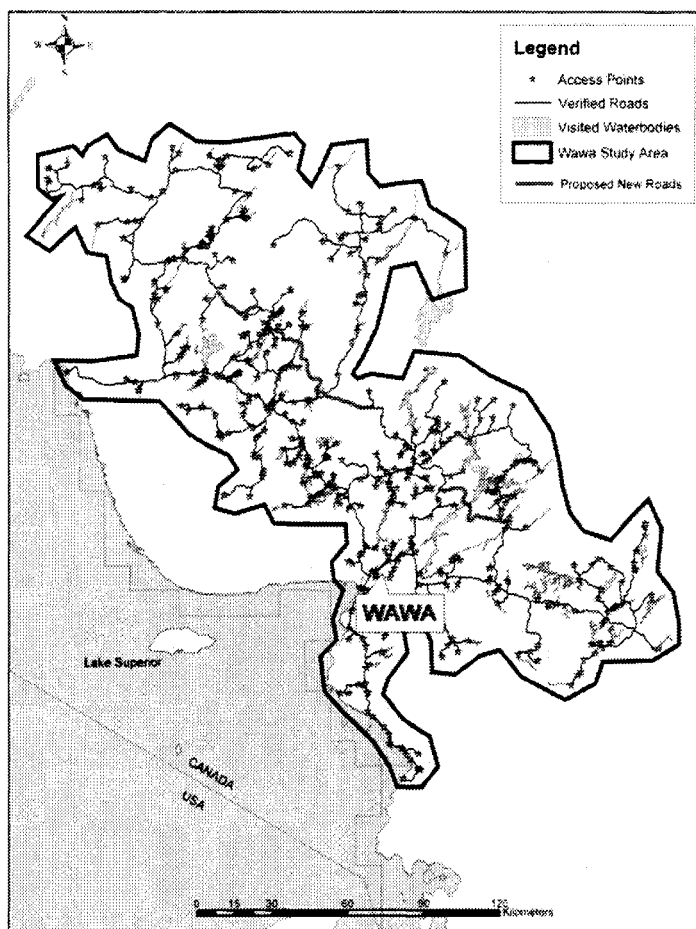 N
W
E
Legend
Access Points
Verified Roads
Visited Waterbodies
Wawa Study Area
Proposed New Roads
WAWA
Lake Superior
CANADA
USA
0 15 30 60 90 120
Kilometers